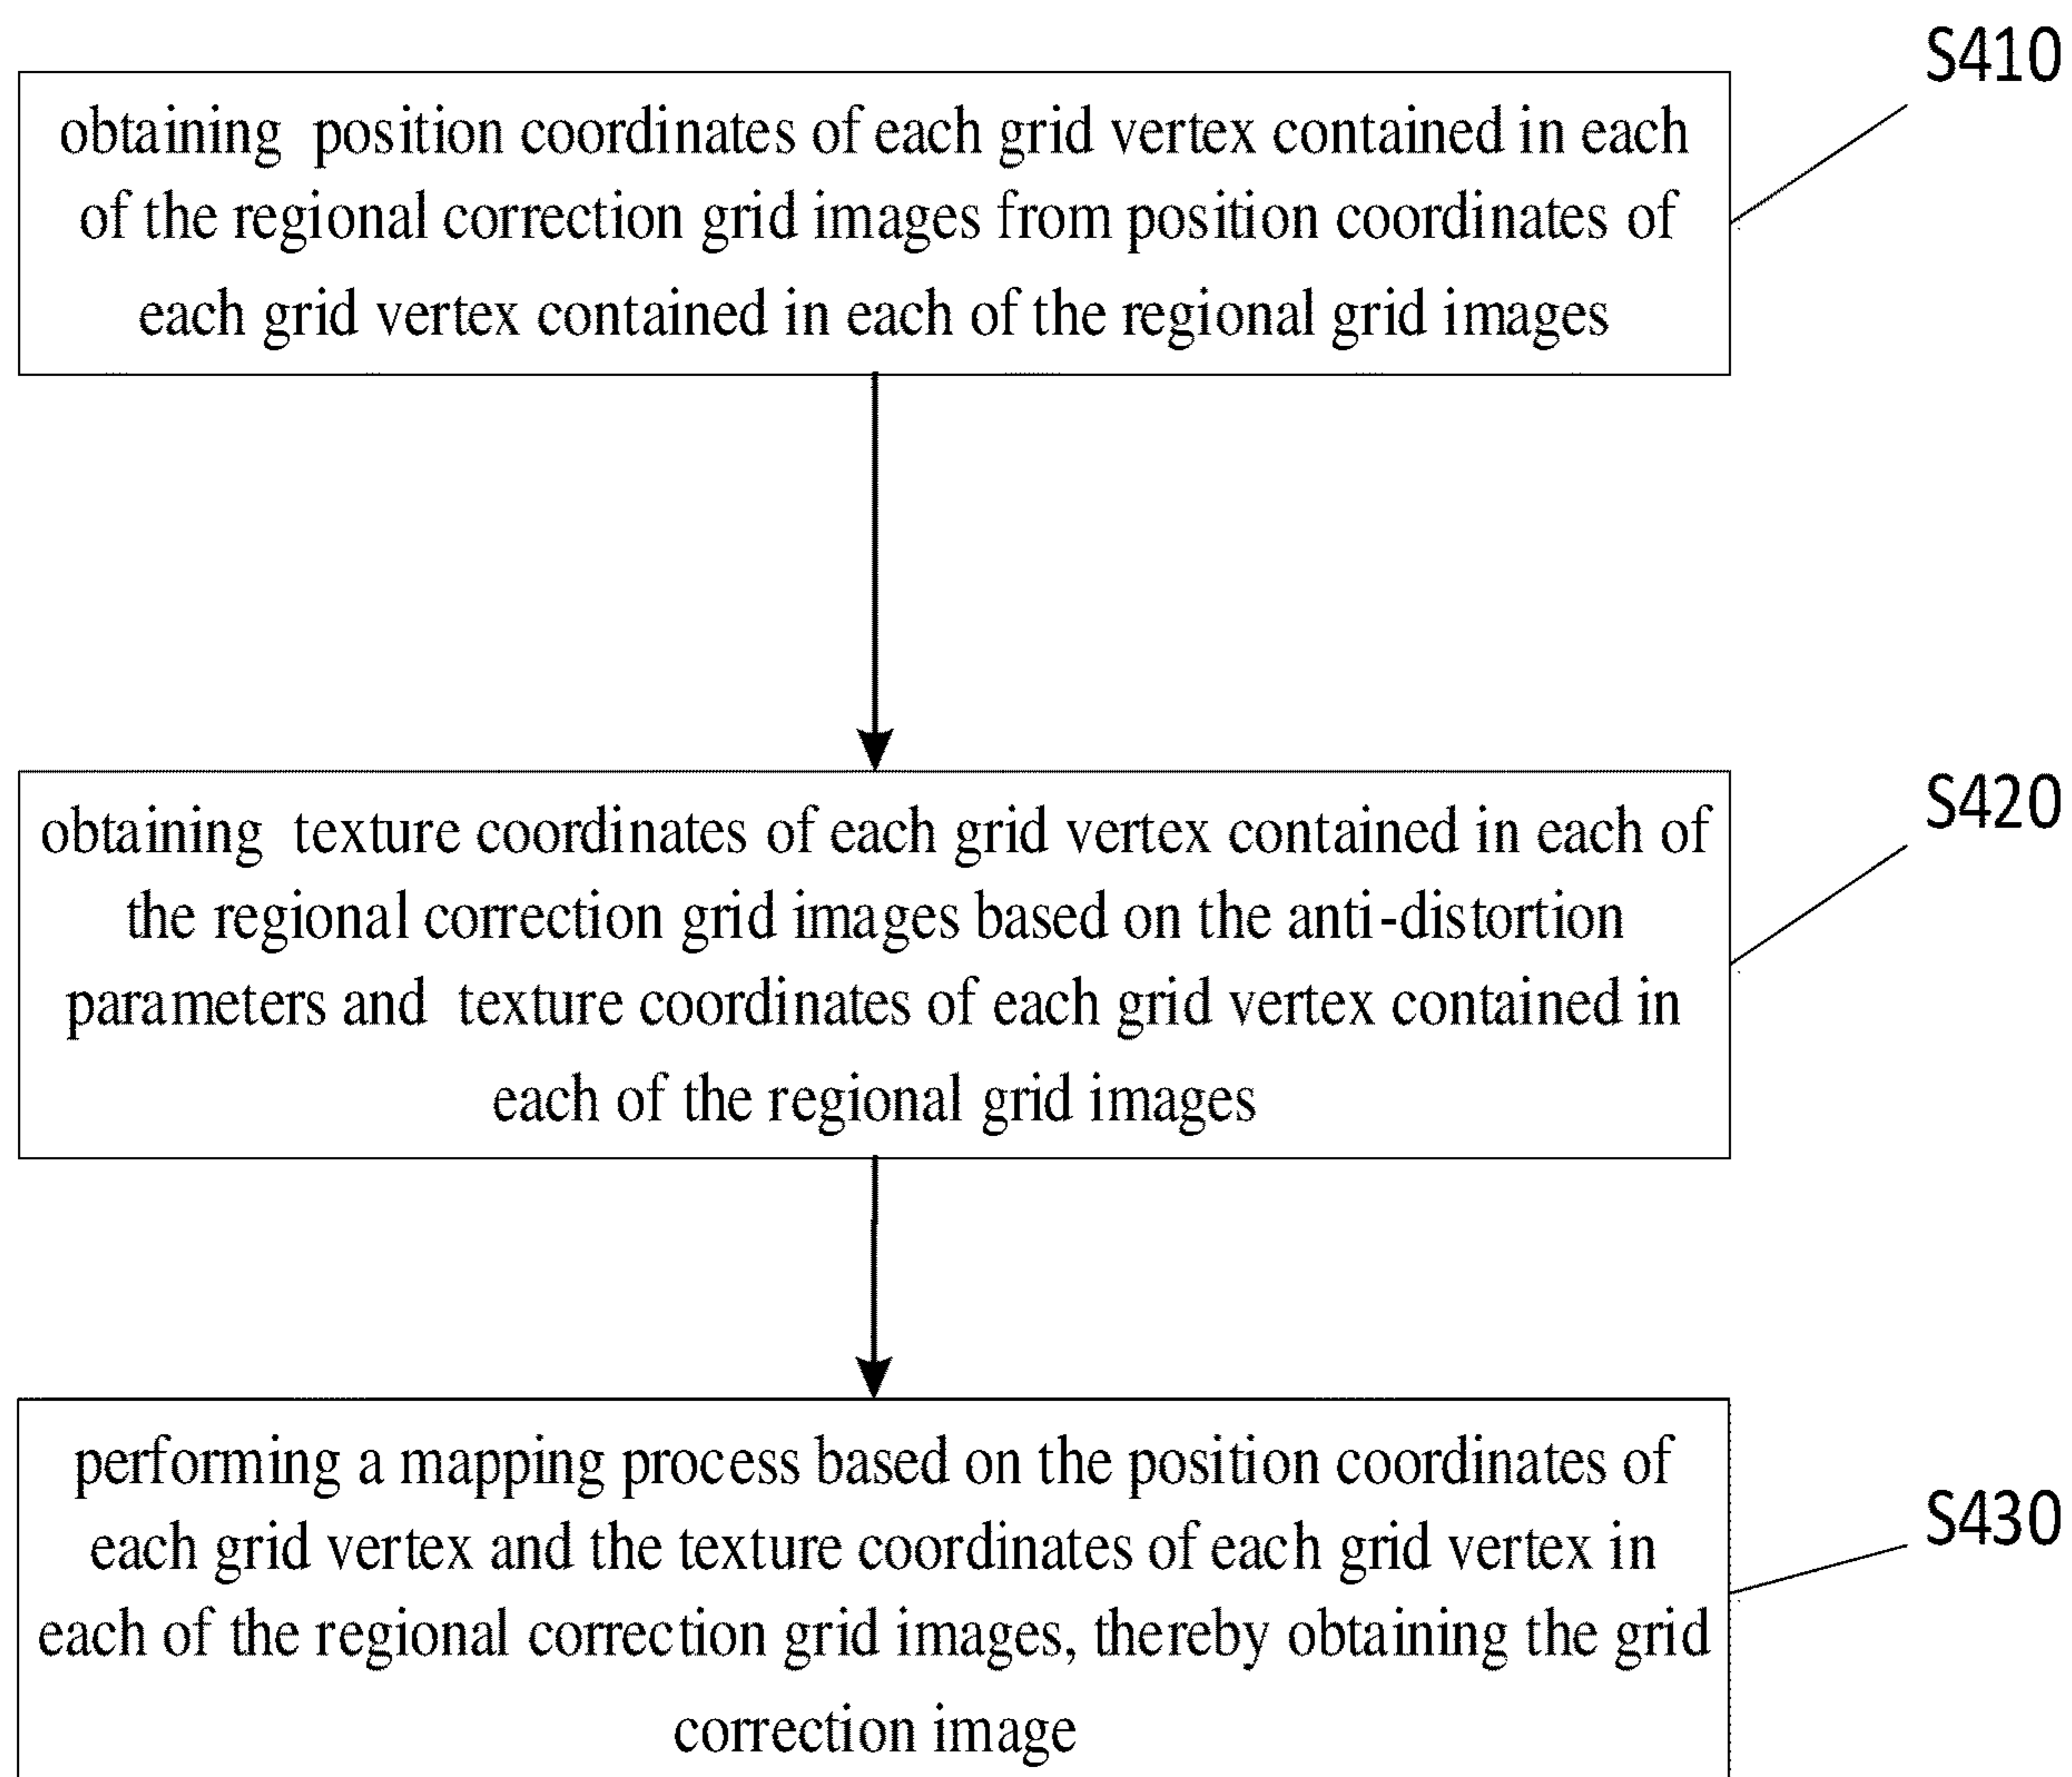 S410
obtaining position coordinates of each grid vertex contained in each
of the regional correction grid images from position coordinates of
each grid vertex contained in each of the regional grid images
S420
obtaining texture coordinates of each grid vertex contained in each of
the regional correction grid images based on the anti-distortion
parameters and texture coordinates of each grid vertex contained in
each of the regional grid images
performing a mapping process based on the position coordinates of
S430
each grid vertex and the texture coordinates of each grid vertex in
each of the regional correction grid images, thereby obtaining the grid
correction image